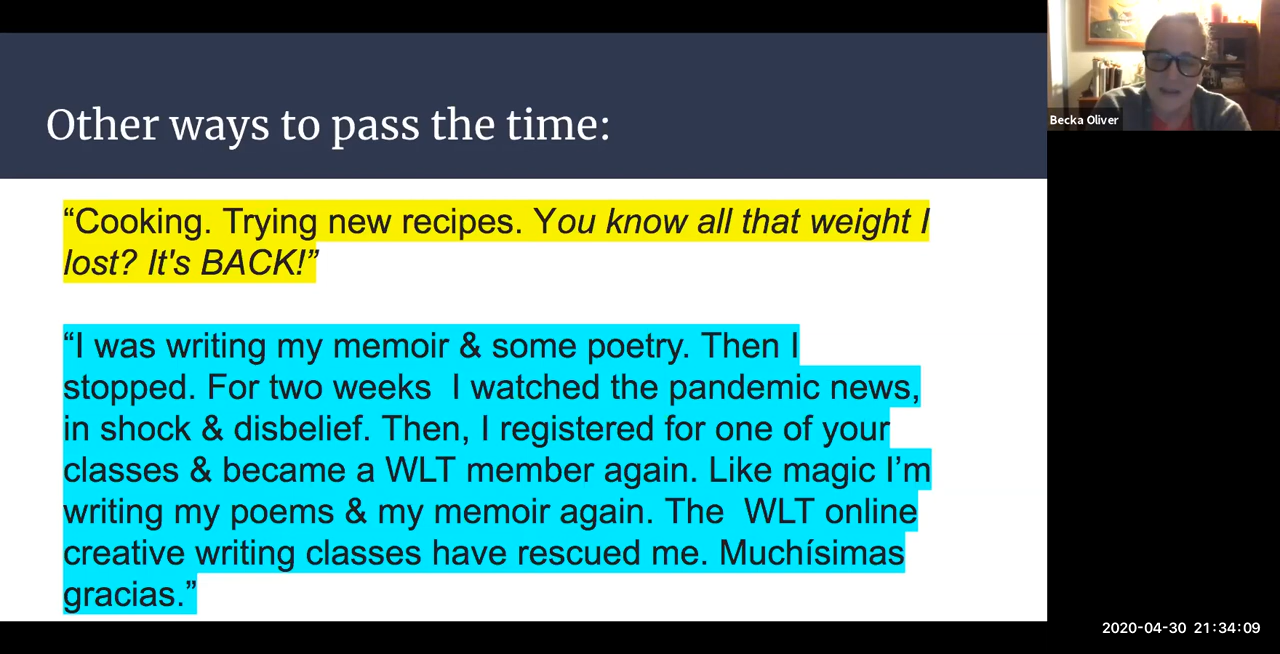 Other ways to pass the time:
Becka Oliver
“Cooking. Trying new recipes. You know all that weight I
lost? It's BACK!”
“I was writing my memoir & some poetry. Then I
stopped. For two weeks  I watched the pandemic news,
in shock & disbelief. Then, I registered for one of your
classes & became a WLT member again. Like magic I’m
writing my poems & my memoir again. The  WLT online
creative writing classes have rescued me. Muchísimas
gracias.”
2020-04-30 21:34:09